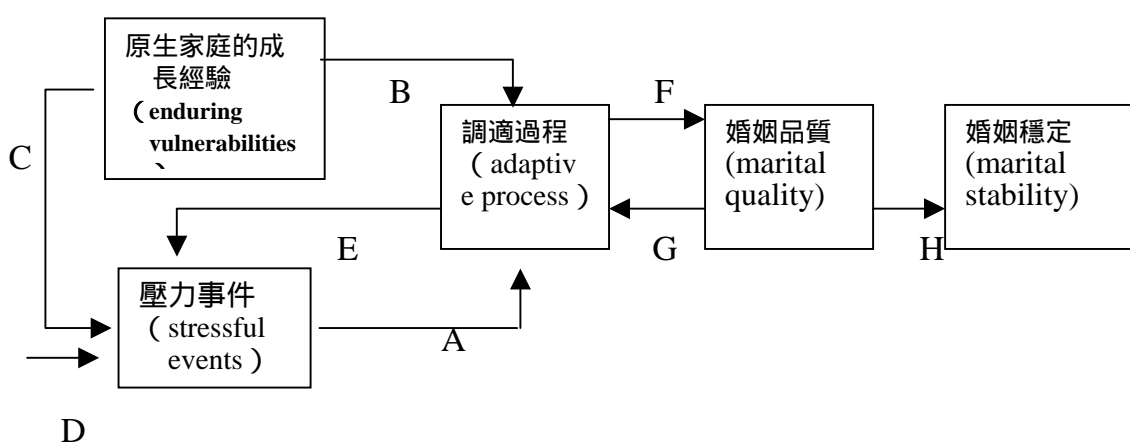 原生家庭的成
長經驗
（enduring
vulnerabilities
、
B
C
調適過程
（adaptiv
e process）
F
婚姻品質
(marital
quality)
婚姻穩定
(marital
stability)
E
G
H
壓力事件
（stressful
events）
A
D